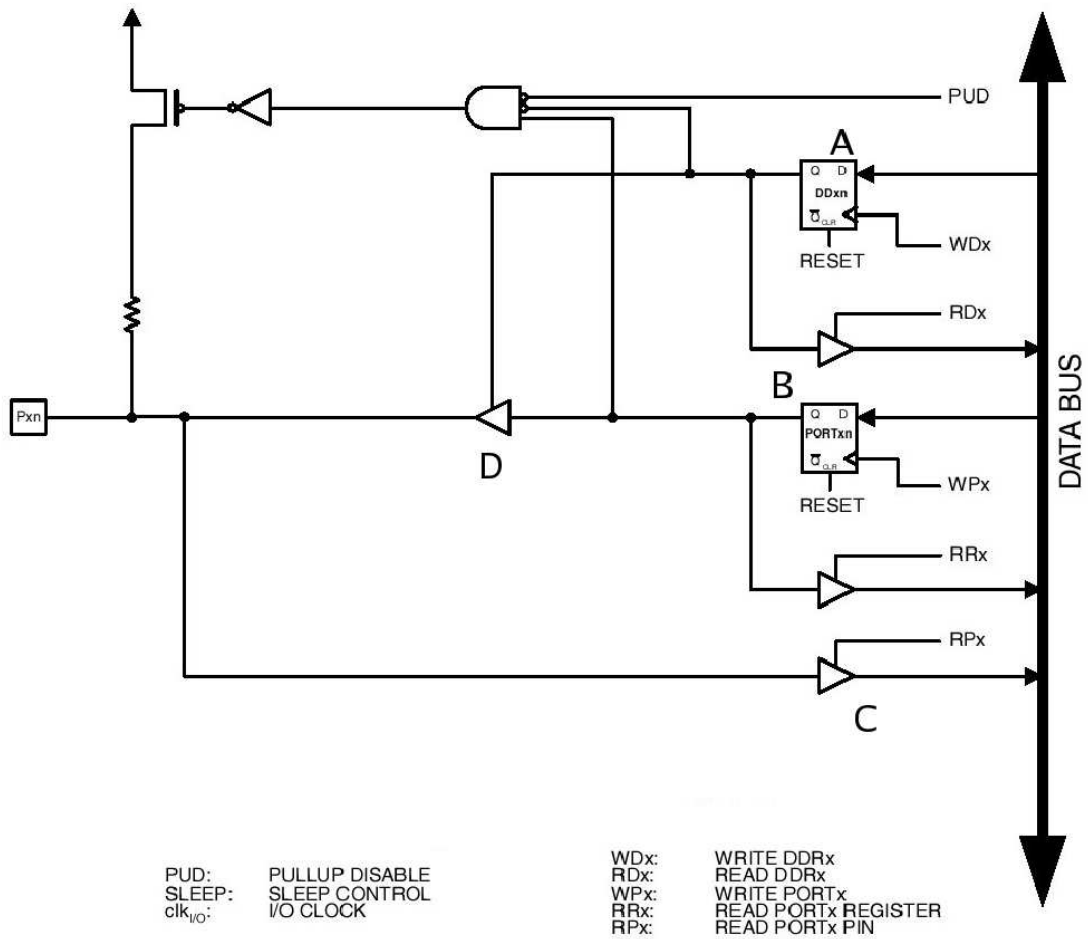 PUD
A
Q D
DDxn
Q CLR
WDx
RESET
RDx
B
Pxn
Q D
PORTxn
Q CLR
D
WPx
RESET
DATA BUS
RRx
RPx
C
PUD: PULLUP DISABLE
SLEEP: SLEEP CONTROL
clkI/O: I/O CLOCK
WDx: WRITE DDRx
RDx: READ DDRx
WPx: WRITE PORTx
RRx: READ PORTx REGISTER
RPx: READ PORTx PIN